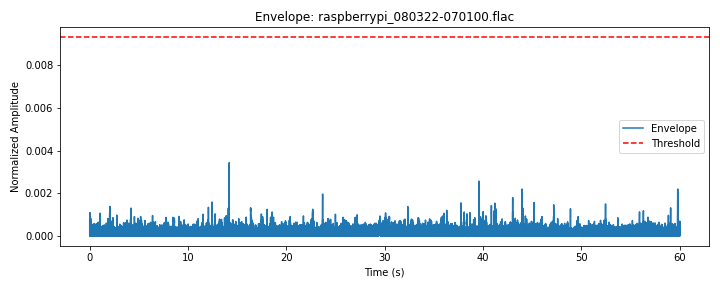 Envelope: raspberrypi_080322-070100.flac
Normalized Amplitude
0.008
0.006
0.004
0.002
0.000
Envelope
Threshold
0 10 20 30 40 50 60
Time (s)